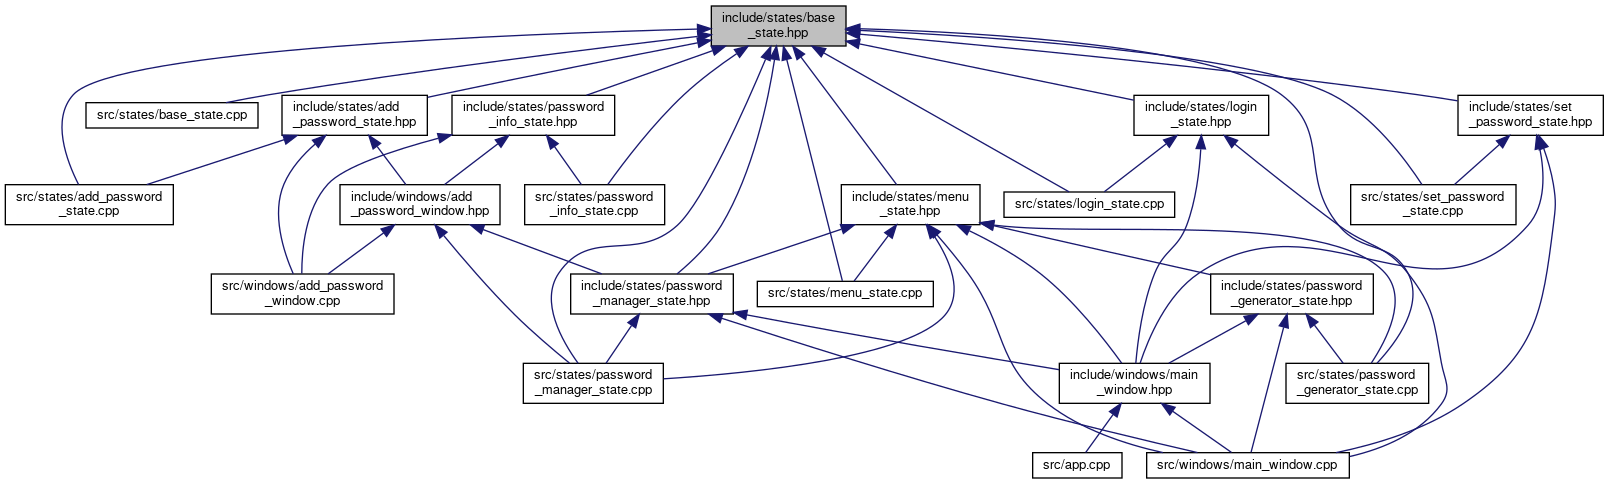 include/states/base
_state.hpp
src/states/base_state.cpp
include/states/add
_password_state.hpp
include/states/password
_info_state.hpp
include/states/login
_state.hpp
include/states/set
_password_state.hpp
src/states/add_password
_state.cpp
include/windows/add
_password_window.hpp
src/states/password
_info_state.cpp
include/states/menu
_state.hpp
src/states/login_state.cpp
src/states/set_password
_state.cpp
src/windows/add_password
_window.cpp
include/states/password
_manager_state.hpp
src/states/menu_state.cpp
include/states/password
_generator_state.hpp
src/states/password
_manager_state.cpp
include/windows/main
_window.hpp
src/states/password
_generator_state.cpp
src/app.cpp
src/windows/main_window.cpp